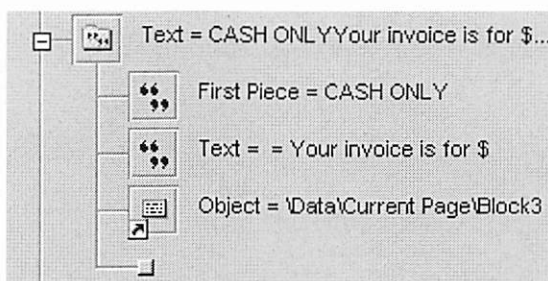 Text = CASH ONLYYour invoice is for $...
First Piece = CASH ONLY
Text = = Your invoice is for $
Object = \Data\Current Page\Block3